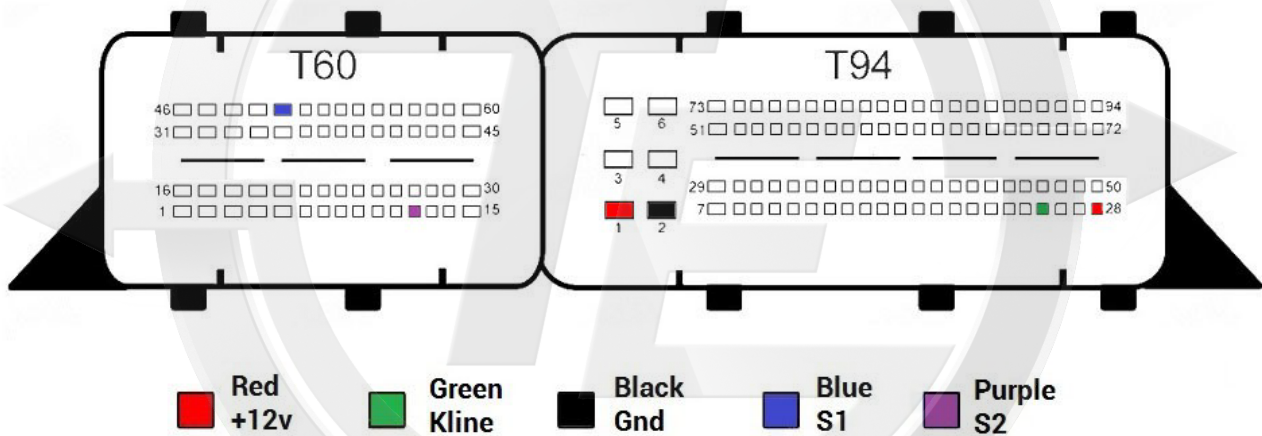 T60
T94
46 60
31 45
16 30
1 15
5 6
3 4
1 2
73 94
51 72
29 50
7 28
Red
+12v
Green
Kline
Black
Gnd
Blue
S1
Purple
S2